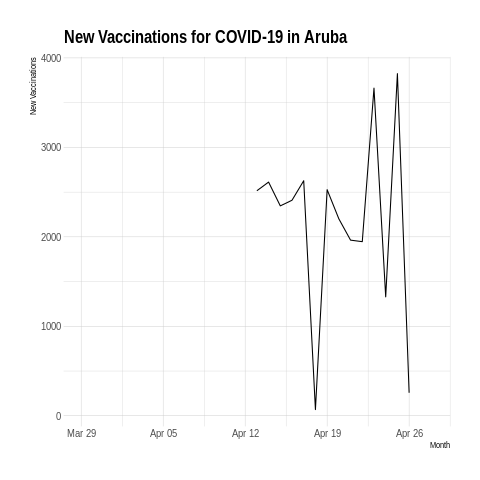 New Vaccinations for COVID-19 in Aruba
New Vaccinations
4000
3000
2000
1000
0
Mar 29
Apr 05
Apr 12
Apr 19
Apr 26
Month